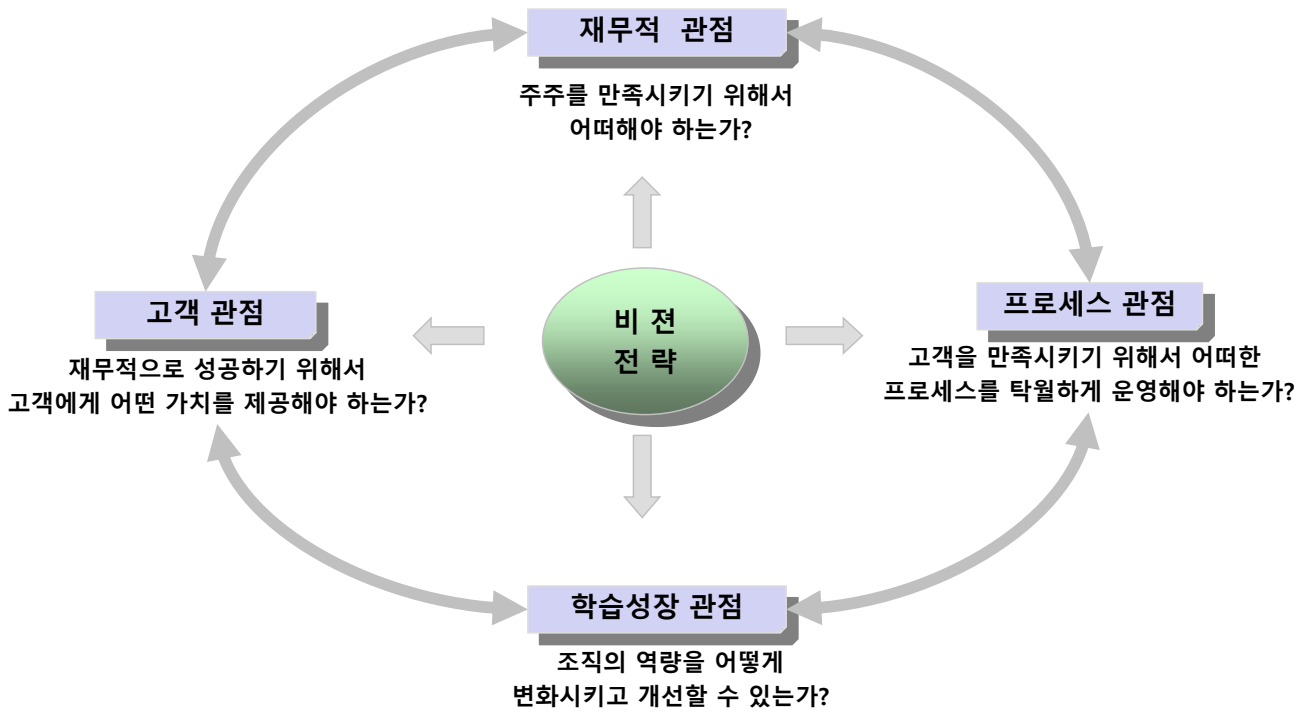 재무적 관점
주주를 만족시키기 위해서
어떠해야 하는가?
고객 관점
재무적으로 성공하기 위해서
고객에게 어떤 가치를 제공해야 하는가?
비 젼
전 략
프로세스 관점
고객을 만족시키기 위해서 어떠한
프로세스를 탁월하게 운영해야 하는가?
학습성장 관점
조직의 역량을 어떻게
변화시키고 개선할 수 있는가?